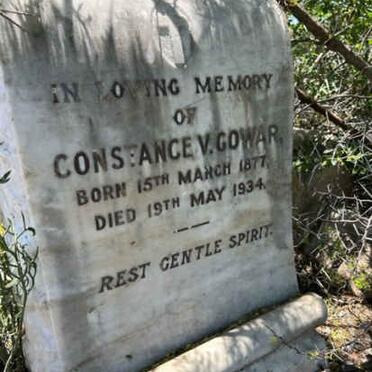 IN LOVING MEMORY
OF
CONSTANCE V. GOWAR,
BORN 15TH MARCH 1877,
DIED 19TH MAY 1934.
REST GENTLE SPIRIT.